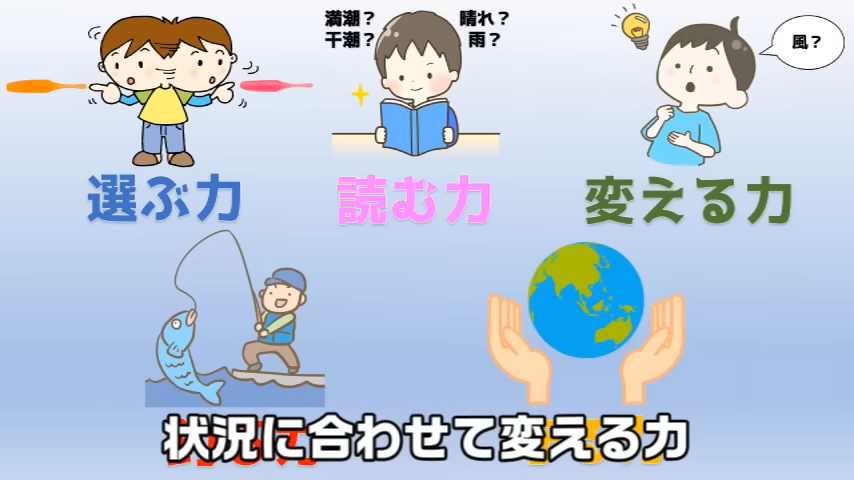 満潮？
干潮？
晴れ？
雨？
風？
選ぶ力
読む力
変える力
状況に合わせて変える力